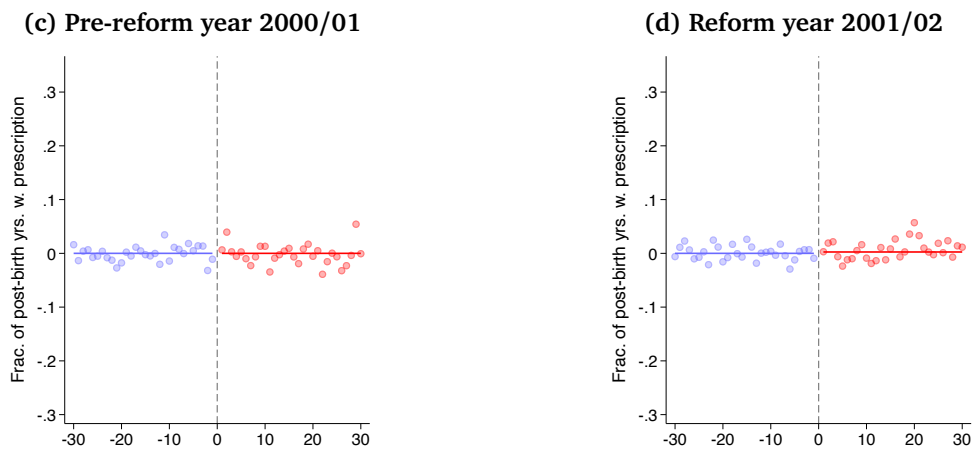 (c) Pre-reform year 2000/01
Frac. of post-birth yrs. w. prescription
.3
.2
.1
0
-.1
-.2
-.3
-30 -20 -10 0 10 20 30
(d) Reform year 2001/02
Frac. of post-birth yrs. w. prescription
.3
.2
.1
0
-.1
-.2
-.3
-30 -20 -10 0 10 20 30